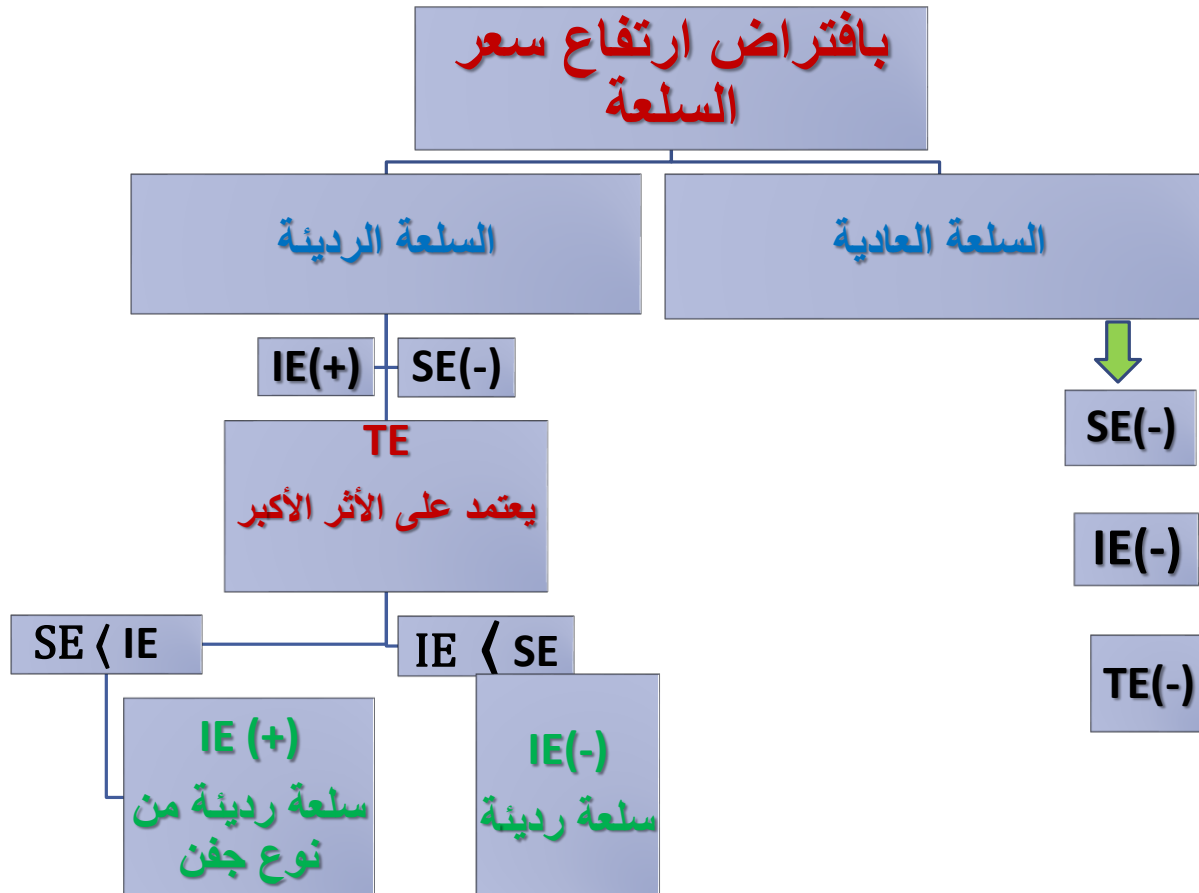 بافتراض ارتفاع سعر
السلعة
السلعة العادية
السلعة الرديئة
SE(-)
IE(-)
TE(-)
IE(+)
SE(-)
TE
يعتمد على الأثر الأكبر
IE ⟨ SE
SE ⟨ IE
IE(-)
سلعة رديئة
IE (+)
سلعة رديئة من
نوع جفن